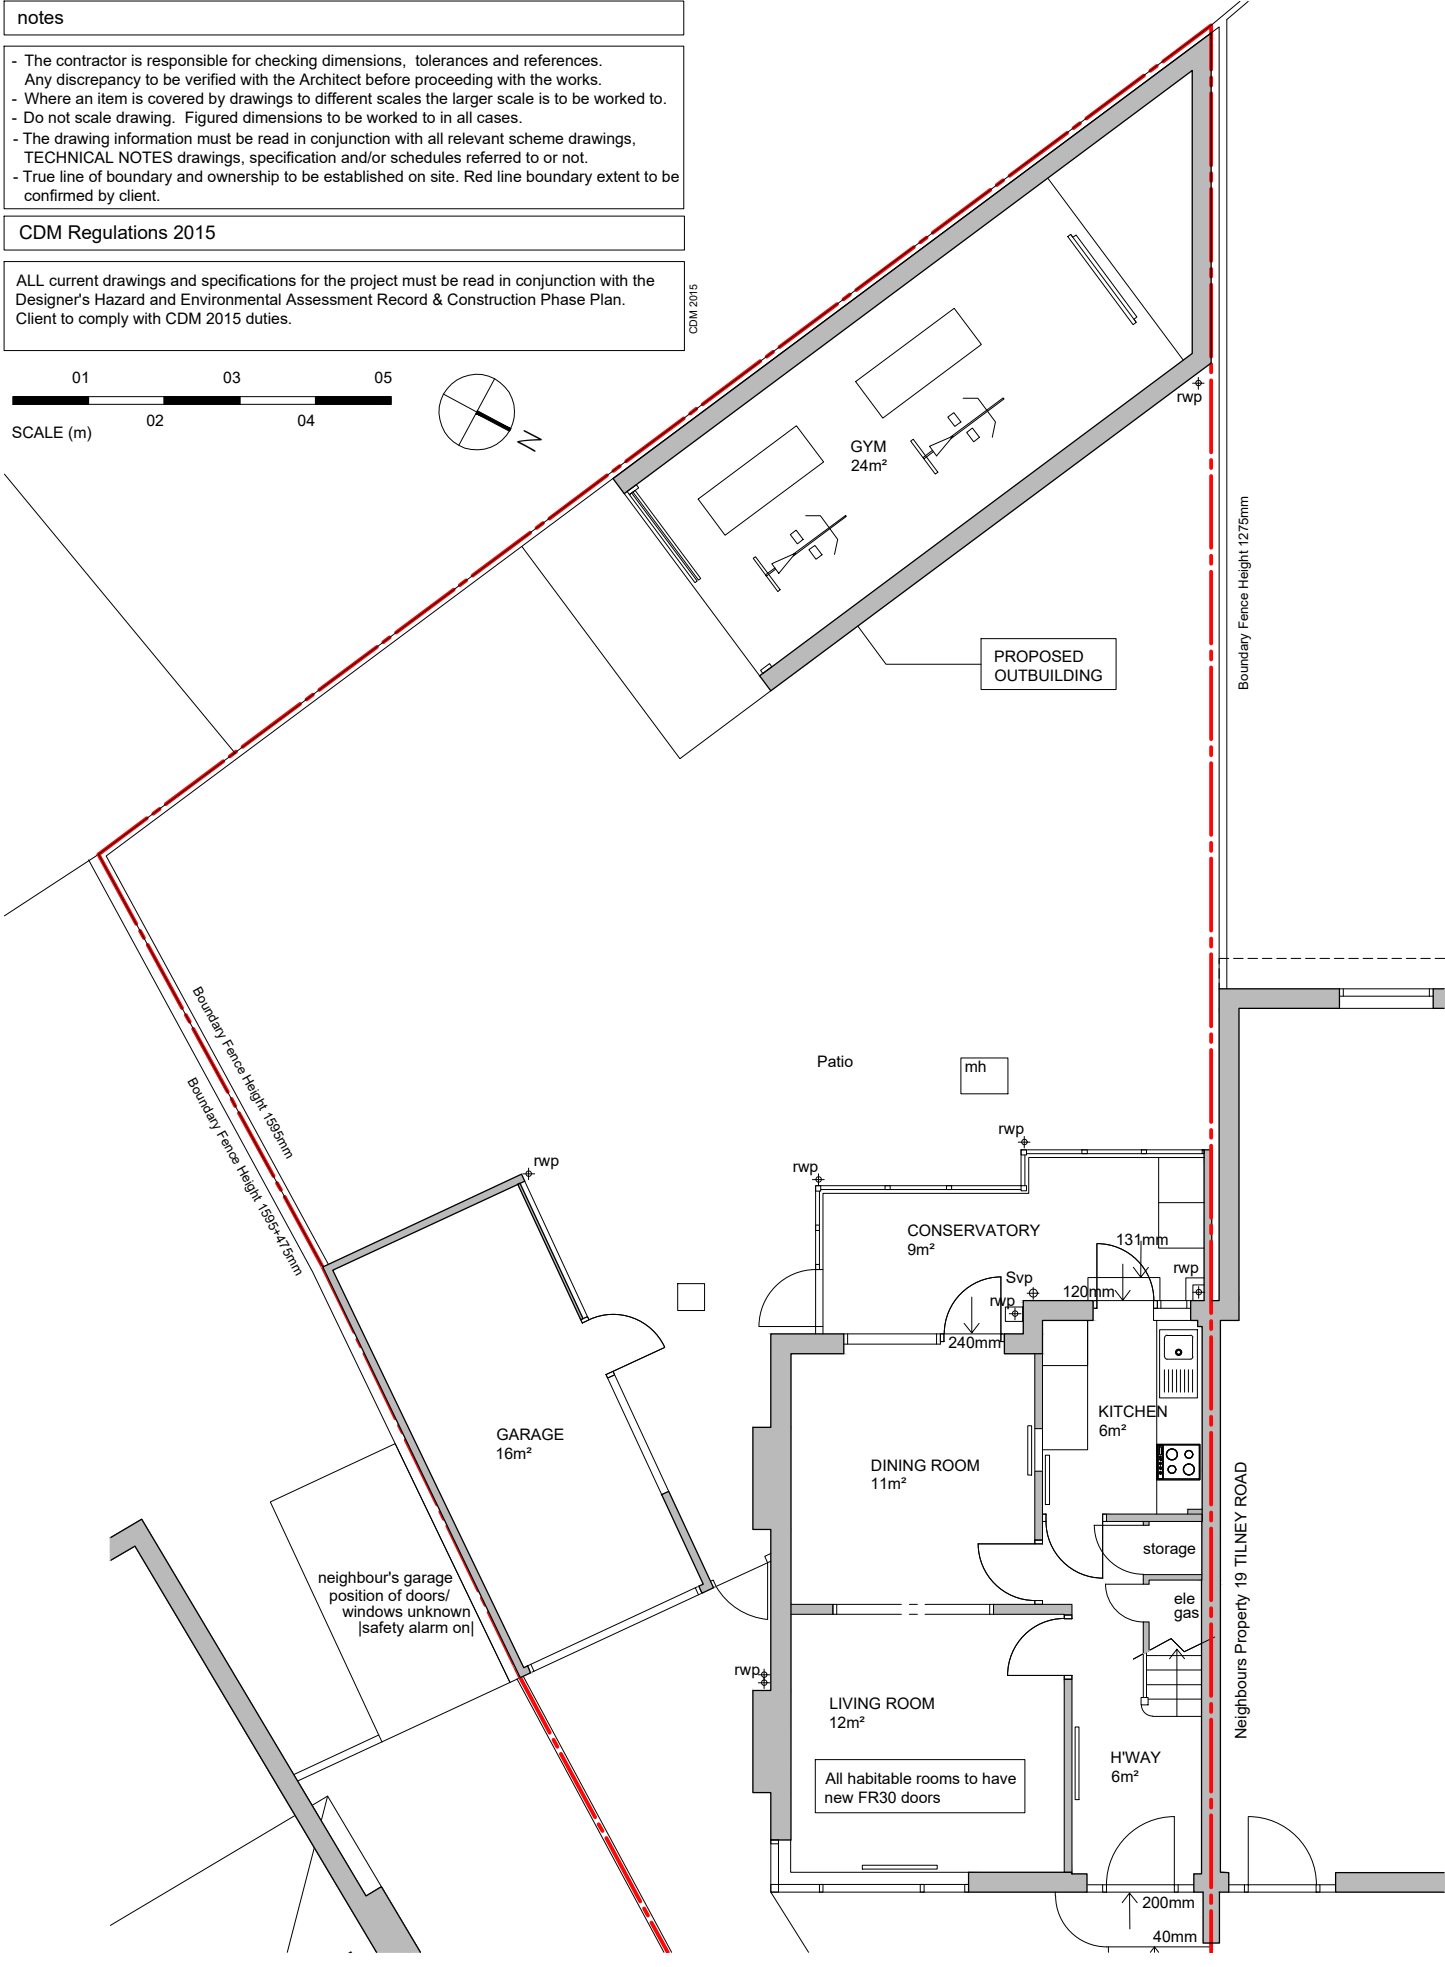 notes
- The contractor is responsible for checking dimensions, tolerances and references.
Any discrepancy to be verified with the Architect before proceeding with the works.
- Where an item is covered by drawings to different scales the larger scale is to be worked to.
- Do not scale drawing. Figured dimensions to be worked to in all cases.
- The drawing information must be read in conjunction with all relevant scheme drawings,
TECHNICAL NOTES drawings, specification and/or schedules referred to or not.
- True line of boundary and ownership to be established on site. Red line boundary extent to be
confirmed by client.
CDM Regulations 2015
ALL current drawings and specifications for the project must be read in conjunction with the
Designer's Hazard and Environmental Assessment Record & Construction Phase Plan.
Client to comply with CDM 2015 duties.
CDM 2015
01 03 05
02 04
SCALE (m)
N
rwp
GYM
24m²
Boundary Fence Height 1275mm
PROPOSED
OUTBUILDING
Boundary Fence Height 1595mm
Boundary Fence Height 1595+475mm
Patio
mh
rwp
rwp
rwp
CONSERVATORY
9m²
131mm
rwp
Svp
120mm
rwp
240mm
KITCHEN
6m²
GARAGE
16m²
DINING ROOM
11m²
Neighbours Property 19 TILNEY ROAD
storage
neighbour's garage
position of doors/
windows unknown
|safety alarm on|
ele
gas
rwp
LIVING ROOM
12m²
H'WAY
6m²
All habitable rooms to have
new FR30 doors
200mm
40mm